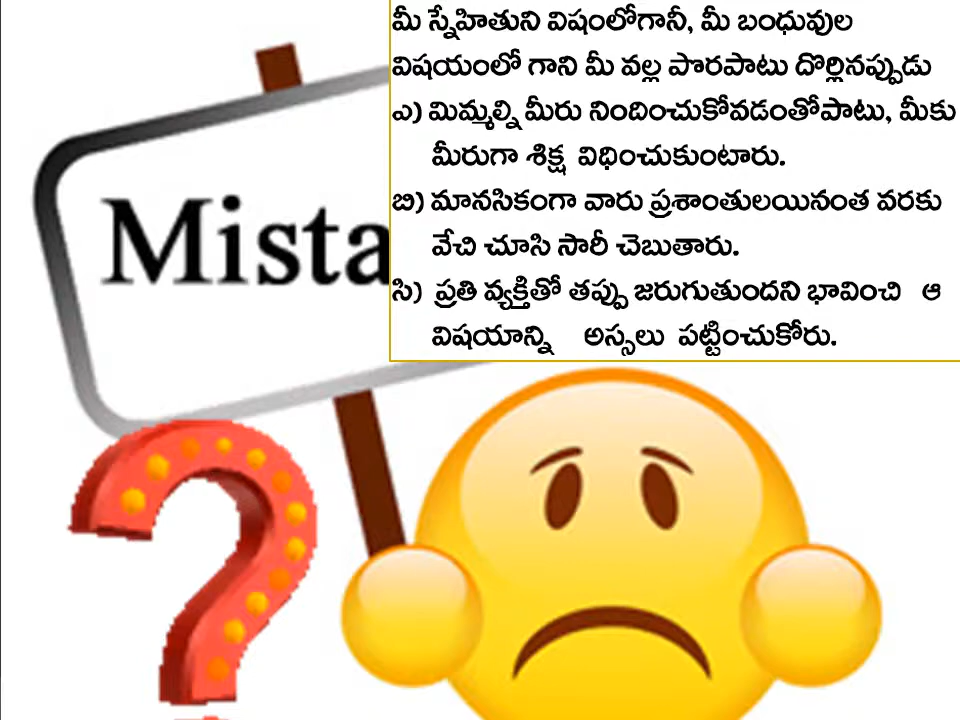 మీ స్నేహితుని విషంలోగానీ, మీ బంధువుల
విషయంలో గాని మీ వల్ల పొరపాటు దొర్లినప్పుడు
ఎ) మిమ్మల్ని మీరు నిందించుకోవడంతోపాటు, మీకు
మీరుగా శిక్ష విధించుకుంటారు.
బి) మానసికంగా వారు ప్రశాంతులయినంత వరకు
వేచి చూసి సారీ చెబుతారు.
సి) ప్రతి వ్యక్తితో తప్పు జరుగుతుందని భావించి ఆ
విషయాన్ని అస్సలు పట్టించుకోరు.
Mista